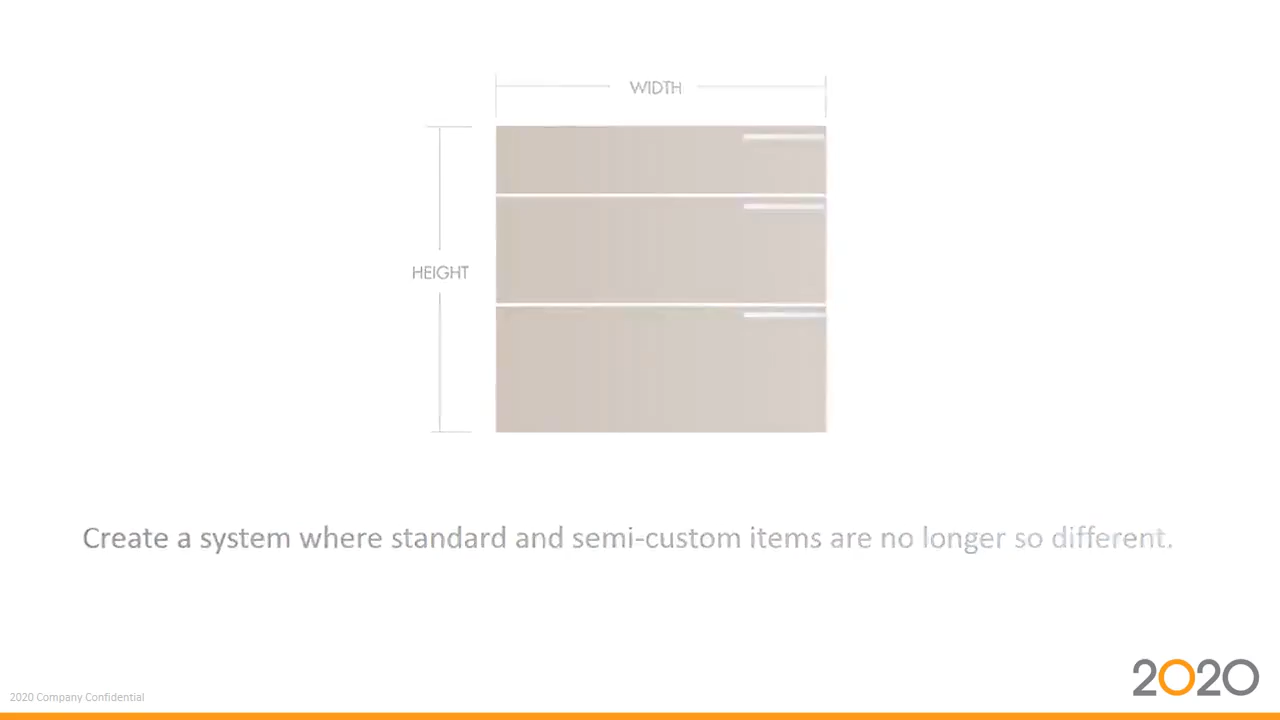 WIDTH
HEIGHT
Create a system where standard and semi-custom items are no longer so different.
2020
2020 Company Confidential